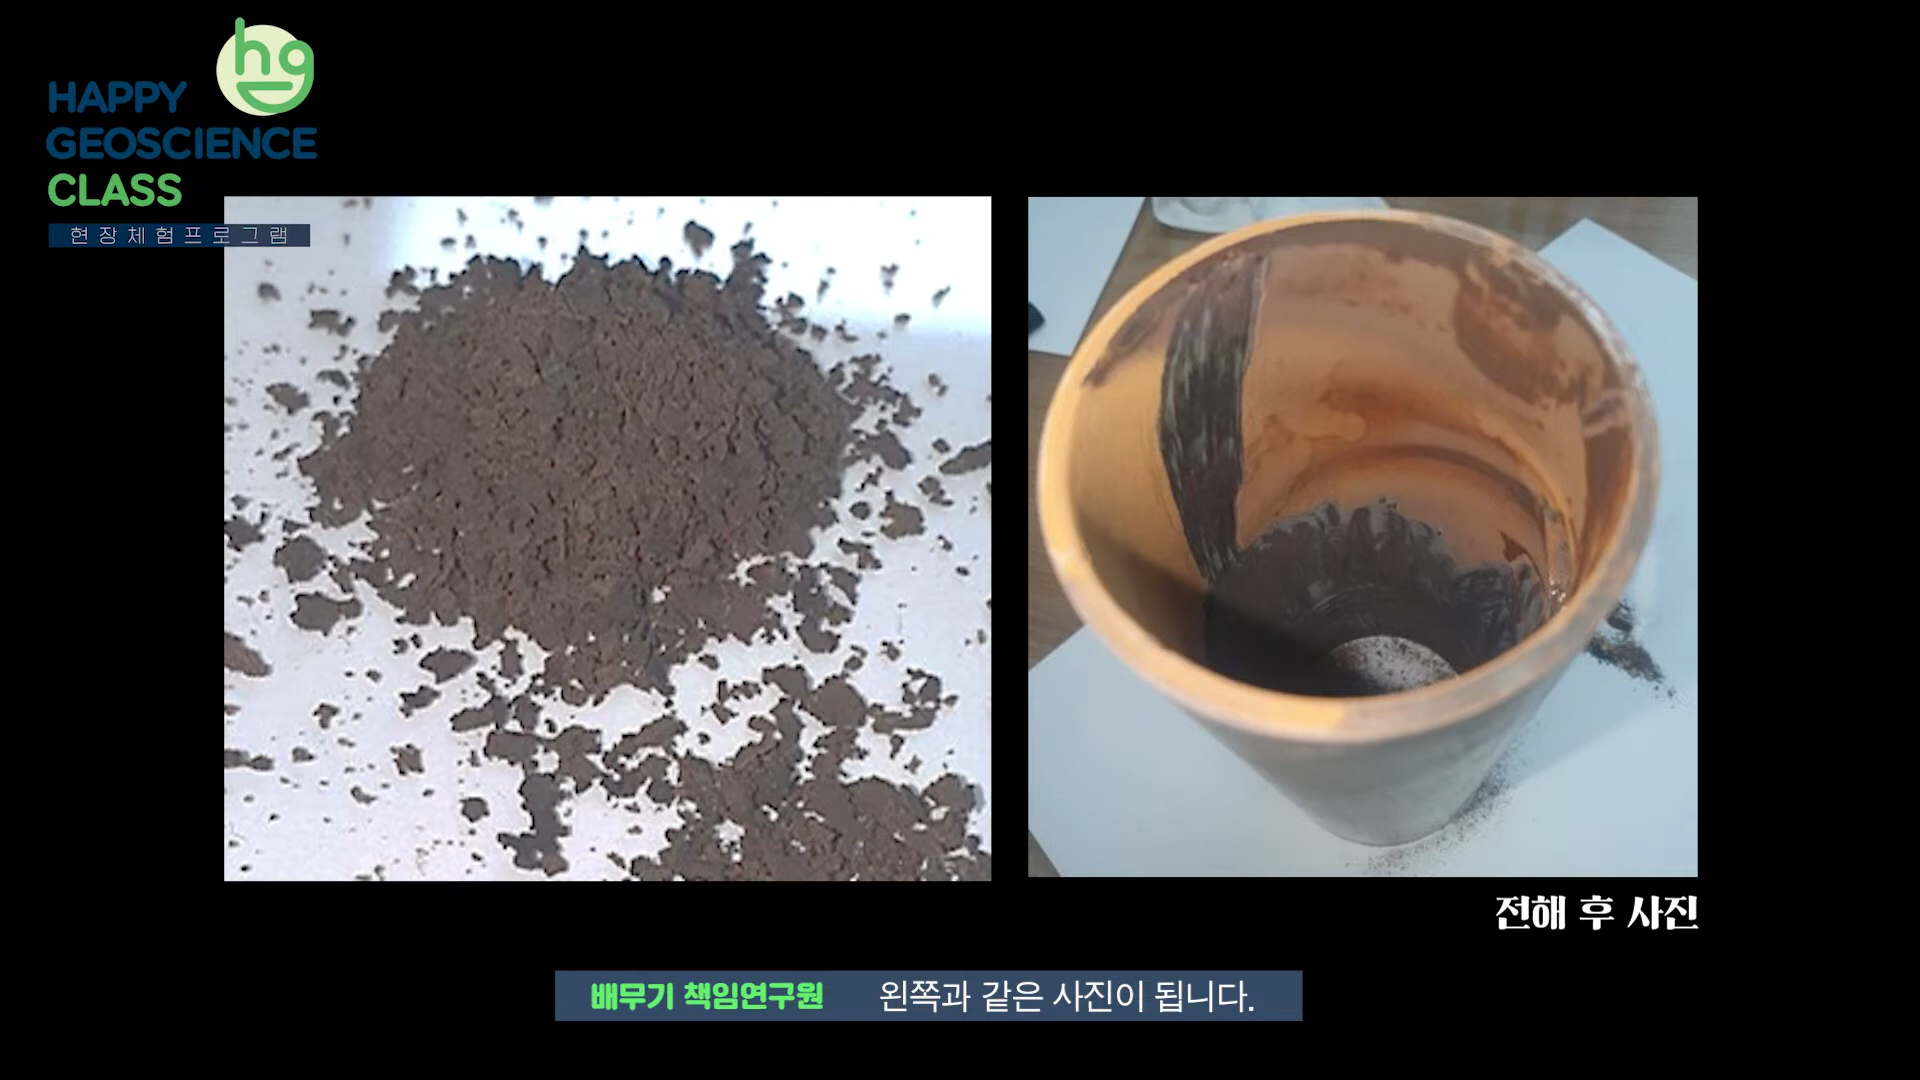 hg
HAPPY
GEOSCIENCE
CLASS
현장체험프로그램
전해 후 사진
배무기 책임연구원 왼쪽과 같은 사진이 됩니다.